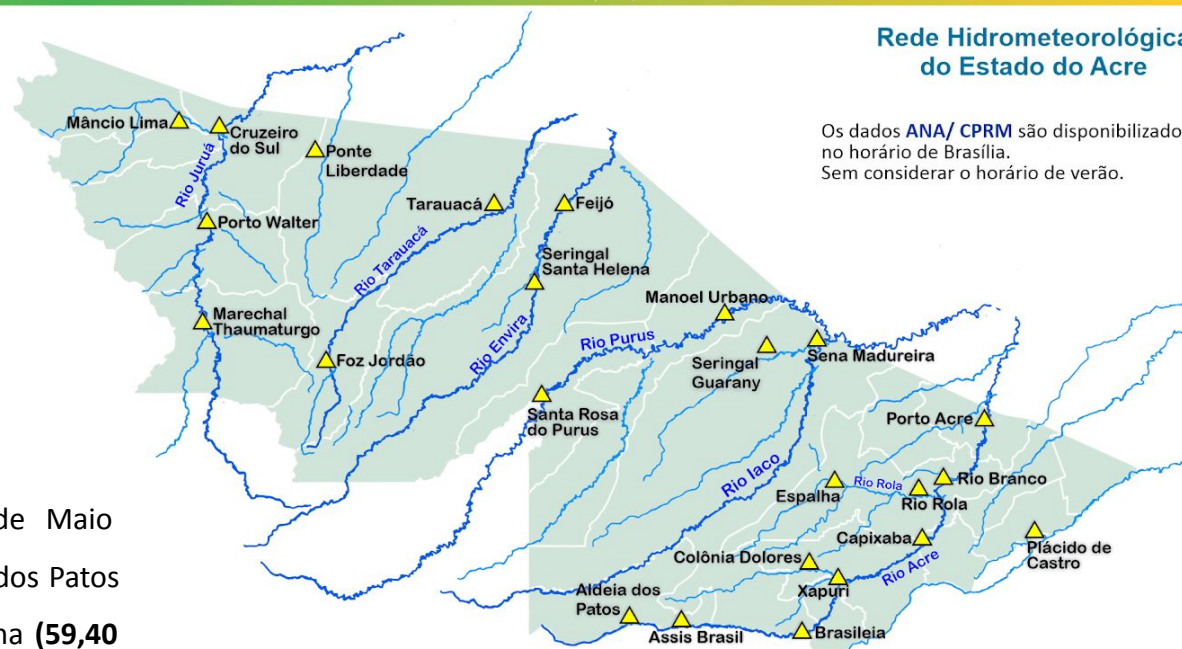 Rede Hidrometeorológica
do Estado do Acre
Os dados ANA/ CPRM são disponibilizado
no horário de Brasília.
Sem considerar o horário de verão.
Mâncio Lima
Cruzeiro
do Sul
Ponte
Liberdade
Rio Juruá
Porto Walter
Tarauacá
Feijó
Rio Tarauacá
Seringal
Santa Helena
Marechal
Thaumaturgo
Foz Jordão
Rio Envira
Manoel Urbano
Rio Purus
Seringal
Guarany
Sena Madureira
Santa Rosa
do Purus
Porto Acre
Rio Iaco
Espalha
Rio Rola
Rio Branco
Rio Rola
Capixaba
Plácido de
Castro
Colônia Dolores
Rio Acre
Xapuri
Aldeia dos
Patos
Assis Brasil
Brasileia
de Maio
dos Patos
na (59,40